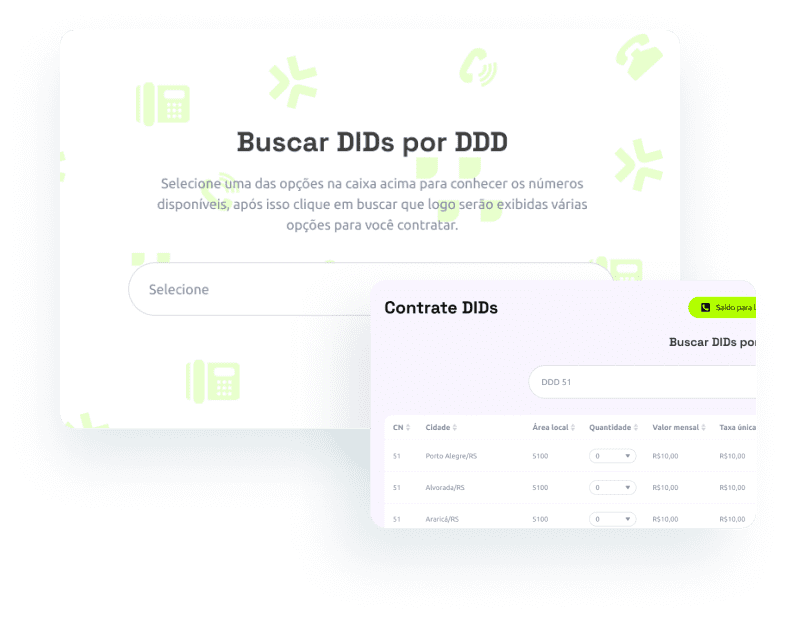 Buscar DIDs por DDD
Selecione uma das opções na caixa acima para conhecer os números
disponíveis, após isso clique em buscar que logo serão exibidas várias
opções para você contratar.
Selecione
Contrate DIDs
Saldo para
Buscar DIDs
DDD 51
CN Cidade Área local Quantidade Valor mensal Taxa única
51 Porto Alegre/RS 5100 0 R$10,00 R$10,00
51 Alvorada/RS 5100 0 R$10,00 R$10,00
51 Araricá/RS 5100 0 R$10,00 R$10,00